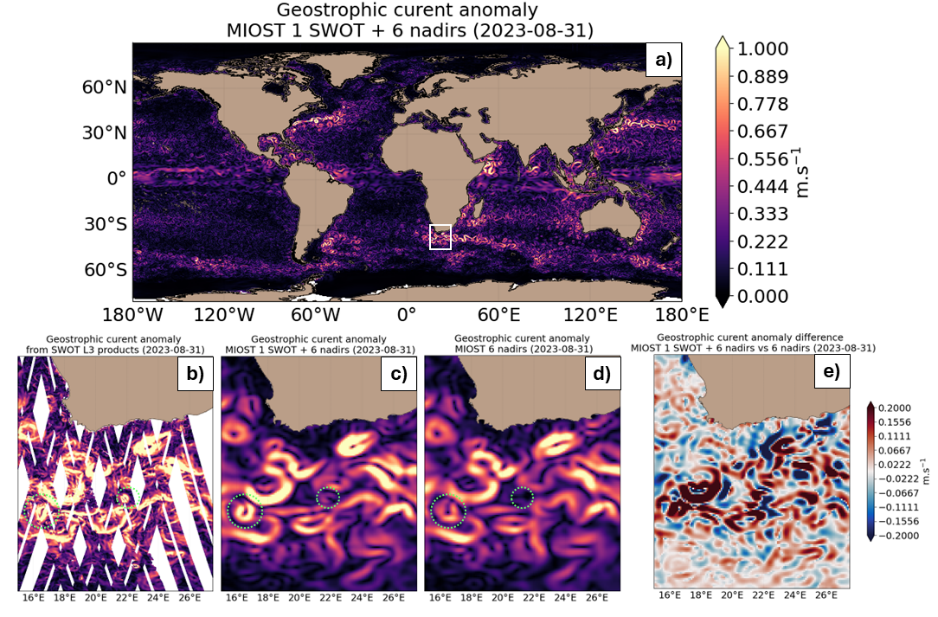 Geostrophic curent anomaly
MIOST 1 SWOT + 6 nadirs (2023-08-31)
a)
60°N
30°N
0°
30°S
60°S
180°W 120°W 60°W 0° 60°E 120°E 180°E
1.000
0.889
0.778
0.667
0.556
0.444
0.333
0.222
0.111
0.000
m.s⁻¹
Geostrophic curent anomaly
from SWOT L3 products (2023-08-31)
b)
16°E 18°E 20°E 22°E 24°E 26°E
Geostrophic curent anomaly
MIOST 1 SWOT + 6 nadirs (2023-08-31)
c)
16°E 18°E 20°E 22°E 24°E 26°E
Geostrophic curent anomaly
MIOST 6 nadirs (2023-08-31)
d)
16°E 18°E 20°E 22°E 24°E 26°E
Geostrophic curent anomaly difference
MIOST 1 SWOT + 6 nadirs vs 6 nadirs (2023-08-31)
e)
16°E 18°E 20°E 22°E 24°E 26°E
0.2000
0.1556
0.1111
0.0667
0.0222
−0.0222
−0.0667
−0.1111
−0.1556
−0.2000
m.s⁻¹